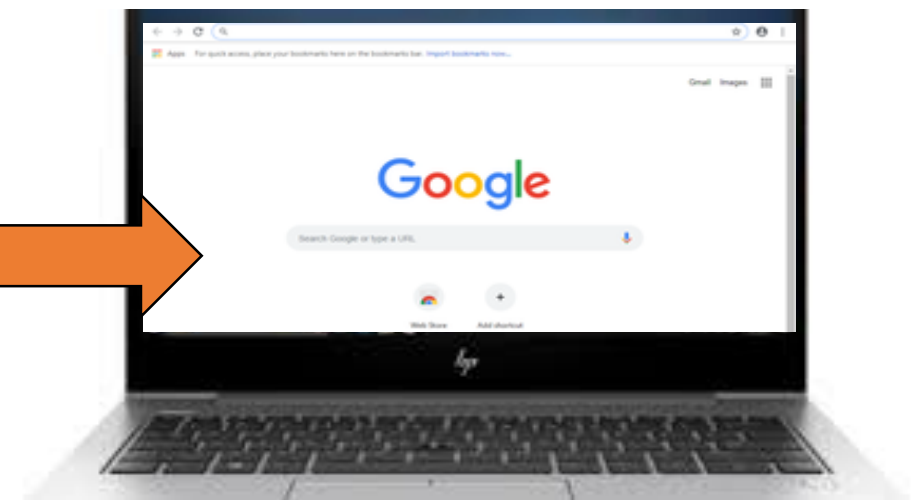 Apps For quick access, place your bookmarks here on the bookmarks bar. Import bookmarks now...
Gmail Images
Google
Search Google or type a URL
Web Store Add shortcut
hp